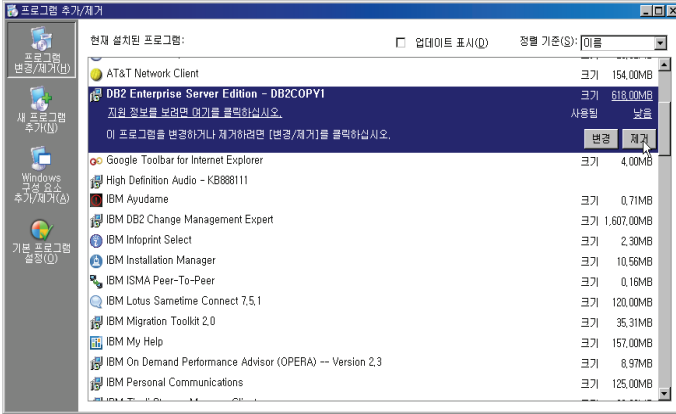 프로그램 추가/제거
프로그램
변경/제거(H)
새 프로그램
추가(N)
Windows
구성 요소
추가/제거(A)
기본 프로그램
설정(O)
현재 설치된 프로그램:
업데이트 표시(D)
정렬 기준(S): 이름
AT&T Network Client 크기 154,00MB
DB2 Enterprise Server Edition - DB2COPY1 크기 618,00MB
지원 정보를 보려면 여기를 클릭하십시오. 사용됨 낮음
이 프로그램을 변경하거나 제거하려면 [변경/제거]를 클릭하십시오. 변경 제거
Google Toolbar for Internet Explorer 크기 4,00MB
High Definition Audio - KB888111
IBM Ayudame 크기 0,71MB
IBM DB2 Change Management Expert 크기 1,607,00MB
IBM Infoprint Select 크기 2,30MB
IBM Installation Manager 크기 10,56MB
IBM ISMA Peer-To-Peer 크기 0,16MB
IBM Lotus Sametime Connect 7,5,1 크기 120,00MB
IBM Migration Toolkit 2,0 크기 35,31MB
IBM My Help 크기 157,00MB
IBM On Demand Performance Advisor (OPERA) -- Version 2,3 크기 8,97MB
IBM Personal Communications 크기 125,00MB